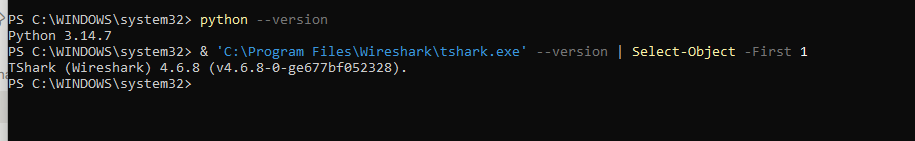 PS C:\WINDOWS\system32> python --version
Python 3.14.7
PS C:\WINDOWS\system32> & 'C:\Program Files\Wireshark\tshark.exe' --version | Select-Object -First 1
TShark (Wireshark) 4.6.8 (v4.6.8-0-ge677bf052328).
PS C:\WINDOWS\system32>